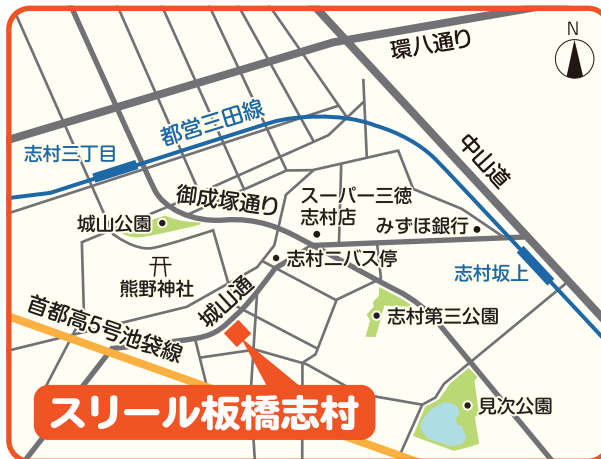 環八通り
N
都営三田線
志村三丁目
中山道
御成塚通り
スーパー三徳
志村店
城山公園
みずほ銀行
志村二バス停
志村坂上
熊野神社
城山通
首都高5号池袋線
志村第三公園
スリール板橋志村
見次公園